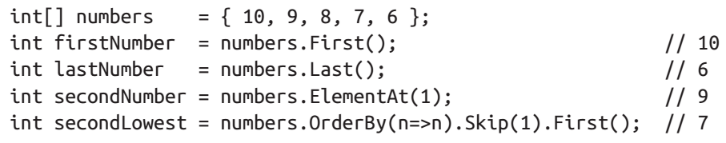 int[] numbers    = { 10, 9, 8, 7, 6 };
int firstNumber  = numbers.First();                        // 10
int lastNumber   = numbers.Last();                         // 6
int secondNumber = numbers.ElementAt(1);                   // 9
int secondLowest = numbers.OrderBy(n=>n).Skip(1).First();  // 7